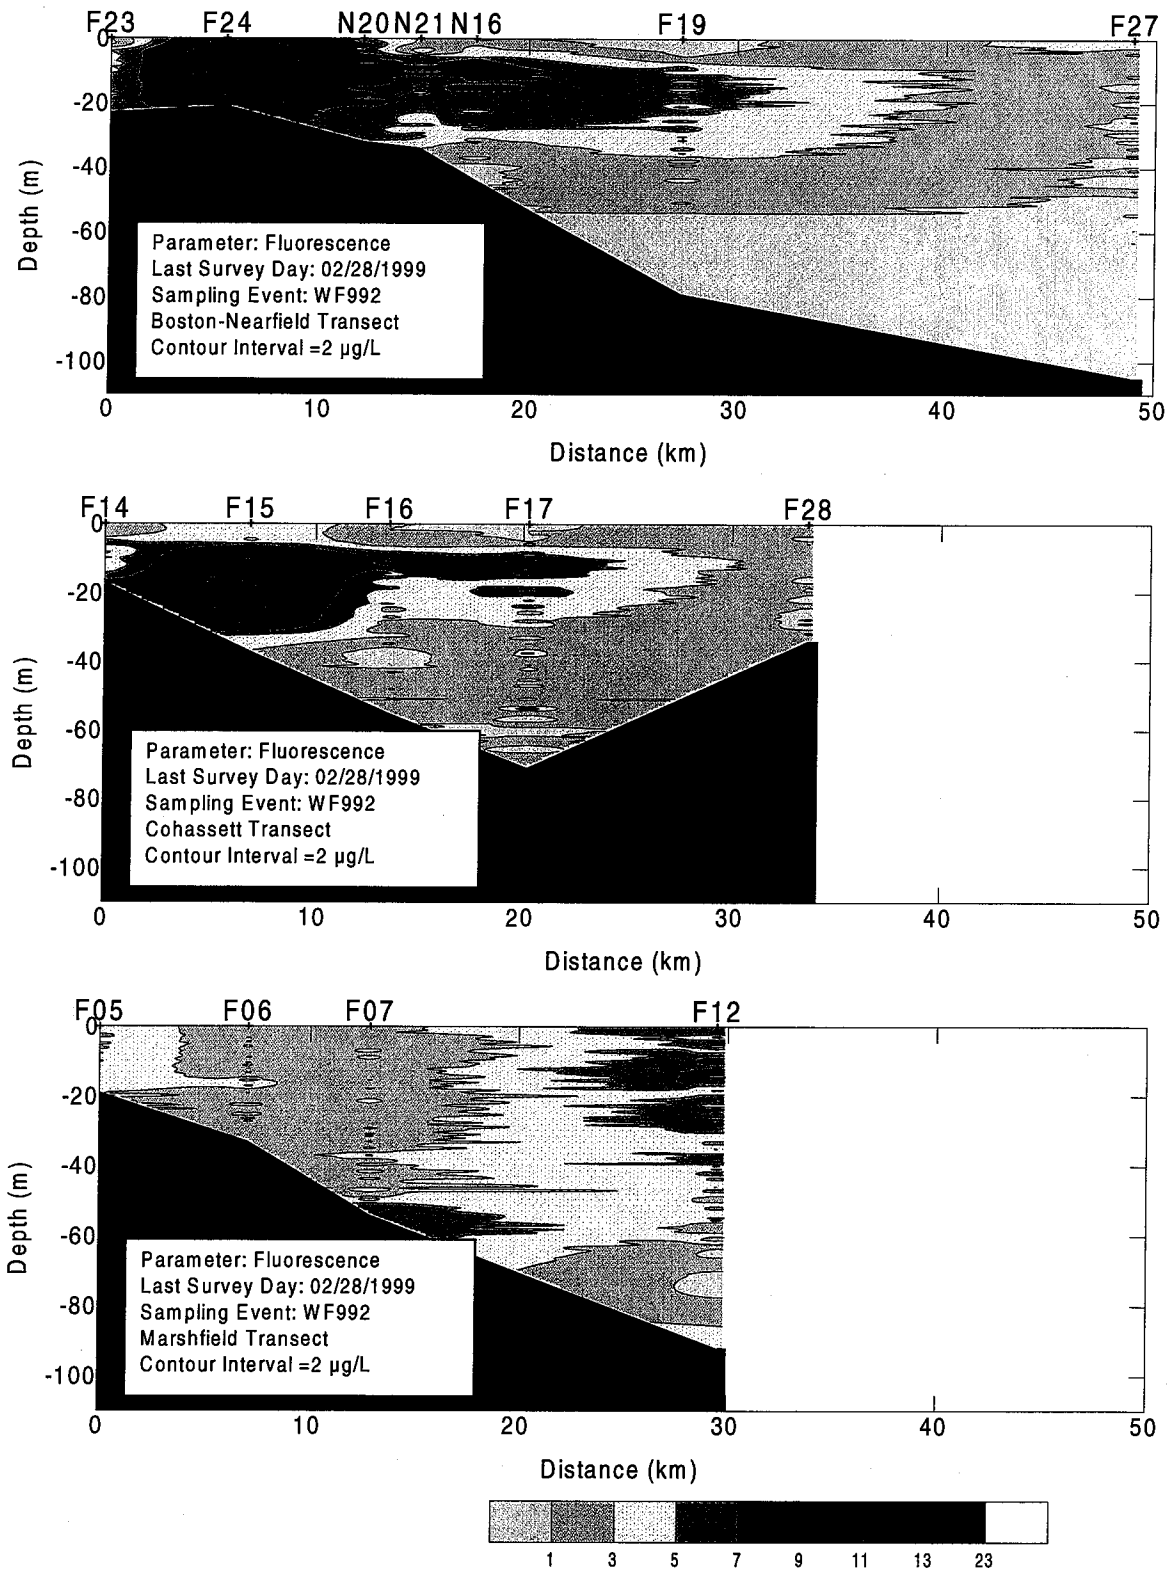 F23 F24 N20 N21 N16 F19 F27
0
-20
-40
-60
-80
-100
Depth (m)
Parameter: Fluorescence
Last Survey Day: 02/28/1999
Sampling Event: WF992
Boston-Nearfield Transect
Contour Interval =2 µg/L
0 10 20 30 40 50
Distance (km)
F14 F15 F16 F17 F28
0
-20
-40
-60
-80
-100
Depth (m)
Parameter: Fluorescence
Last Survey Day: 02/28/1999
Sampling Event: WF992
Cohassett Transect
Contour Interval =2 µg/L
0 10 20 30 40 50
Distance (km)
F05 F06 F07 F12
0
-20
-40
-60
-80
-100
Depth (m)
Parameter: Fluorescence
Last Survey Day: 02/28/1999
Sampling Event: WF992
Marshfield Transect
Contour Interval =2 µg/L
0 10 20 30 40 50
Distance (km)
1 3 5 7 9 11 13 23